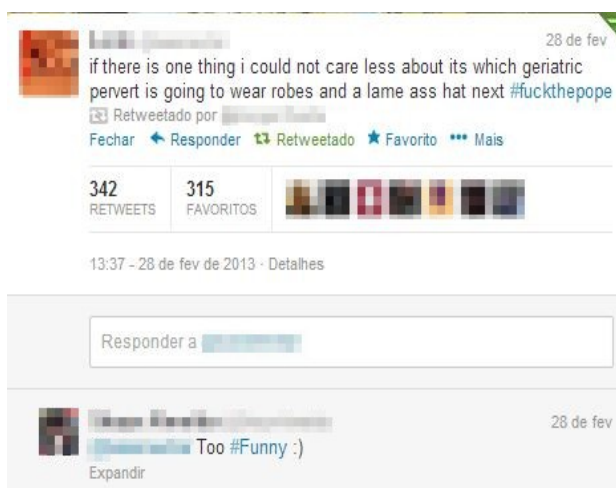 28 de fev
if there is one thing i could not care less about its which geriatric
pervert is going to wear robes and a lame ass hat next #fuckthepope
Retweetado por
Fechar Responder Retweetado Favorito Mais
342 315
RETWEETS FAVORITOS
13:37 - 28 de fev de 2013 · Detalhes
Responder a
28 de fev
Too #Funny :)
Expandir